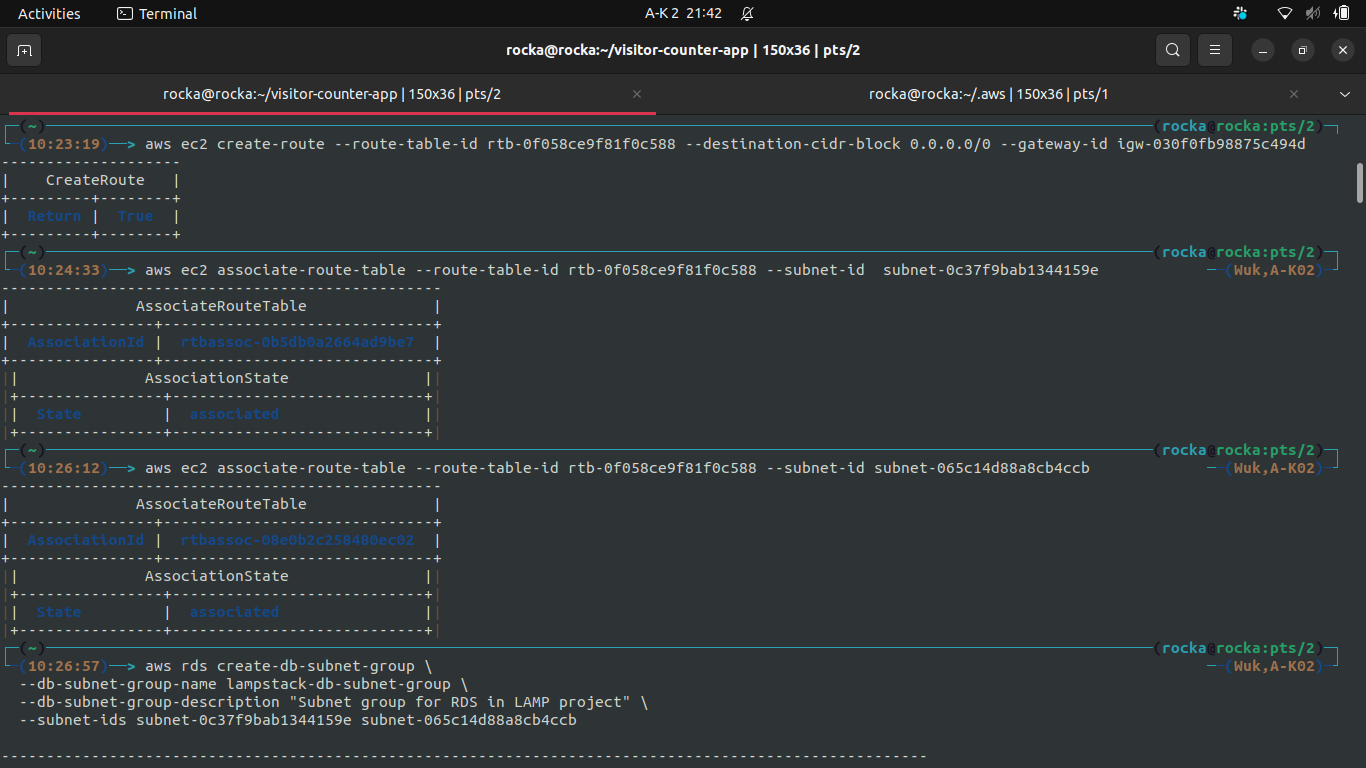 Activities Terminal A-K 2 21:42
rocka@rocka:~/visitor-counter-app | 150x36 | pts/2
rocka@rocka:~/visitor-counter-app | 150x36 | pts/2 × rocka@rocka:~/.aws | 150x36 | pts/1 ×
(~) (rocka@rocka:pts/2)
(10:23:19)──> aws ec2 create-route --route-table-id rtb-0f058ce9f81f0c588 --destination-cidr-block 0.0.0.0/0 --gateway-id igw-030f0fb98875c494d
--------------------
|    CreateRoute   |
+---------+--------+
|  Return |  True  |
+---------+--------+
(~) (rocka@rocka:pts/2)
(10:24:33)──> aws ec2 associate-route-table --route-table-id rtb-0f058ce9f81f0c588 --subnet-id  subnet-0c37f9bab1344159e (Wuk,A-K02)
-------------------------------------------------
|              AssociateRouteTable              |
+----------------+------------------------------+
|  AssociationId |  rtbassoc-0b5db0a2664ad9be7  |
+----------------+------------------------------+
||              AssociationState               ||
|+----------------+----------------------------+|
||  State         |  associated                ||
|+----------------+----------------------------+|
(~) (rocka@rocka:pts/2)
(10:26:12)──> aws ec2 associate-route-table --route-table-id rtb-0f058ce9f81f0c588 --subnet-id subnet-065c14d88a8cb4ccb (Wuk,A-K02)
-------------------------------------------------
|              AssociateRouteTable              |
+----------------+------------------------------+
|  AssociationId |  rtbassoc-08e0b2c258480ec02  |
+----------------+------------------------------+
||              AssociationState               ||
|+----------------+----------------------------+|
||  State         |  associated                ||
|+----------------+----------------------------+|
(~) (rocka@rocka:pts/2)
(10:26:57)──> aws rds create-db-subnet-group \ (Wuk,A-K02)
--db-subnet-group-name lampstack-db-subnet-group \
--db-subnet-group-description "Subnet group for RDS in LAMP project" \
--subnet-ids subnet-0c37f9bab1344159e subnet-065c14d88a8cb4ccb
-------------------------------------------------------------------------------------------------------